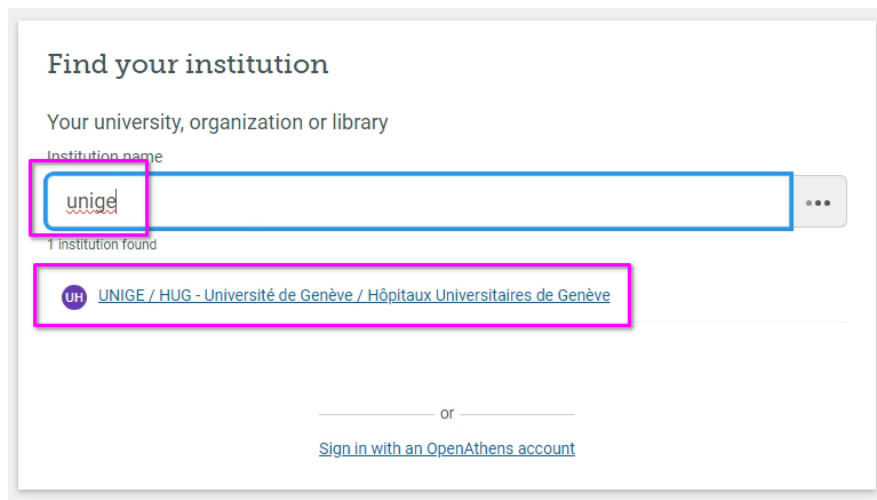 Find your institution
Your university, organization or library
Institution name
unige
1 institution found
UH UNIGE / HUG - Université de Genève / Hôpitaux Universitaires de Genève
or
Sign in with an OpenAthens account